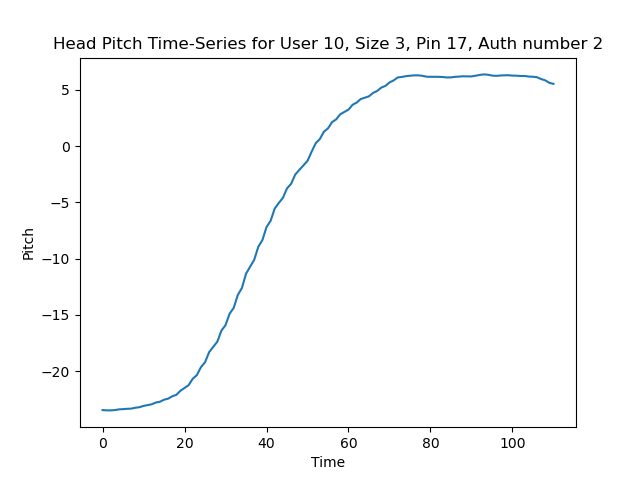 Head Pitch Time-Series for User 10, Size 3, Pin 17, Auth number 2
5
0
−5
−10
−15
−20
Pitch
0 20 40 60 80 100
Time